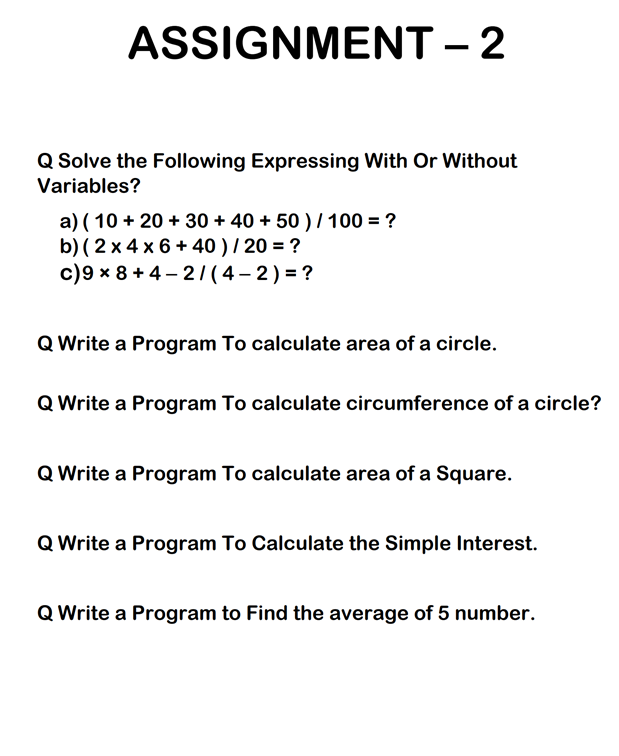 ASSIGNMENT – 2
Q Solve the Following Expressing With Or Without
Variables?
a) ( 10 + 20 + 30 + 40 + 50 ) / 100 = ?
b) ( 2 x 4 x 6 + 40 ) / 20 = ?
c) 9 × 8 + 4 – 2 / ( 4 – 2 ) = ?
Q Write a Program To calculate area of a circle.
Q Write a Program To calculate circumference of a circle?
Q Write a Program To calculate area of a Square.
Q Write a Program To Calculate the Simple Interest.
Q Write a Program to Find the average of 5 number.